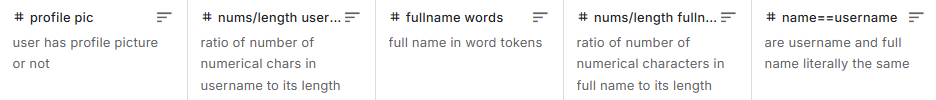 # profile pic
user has profile picture
or not
# nums/length user...
ratio of number of
numerical chars in
username to its length
# fullname words
full name in word tokens
# nums/length fulln...
ratio of number of
numerical characters in
full name to its length
# name==username
are username and full
name literally the same